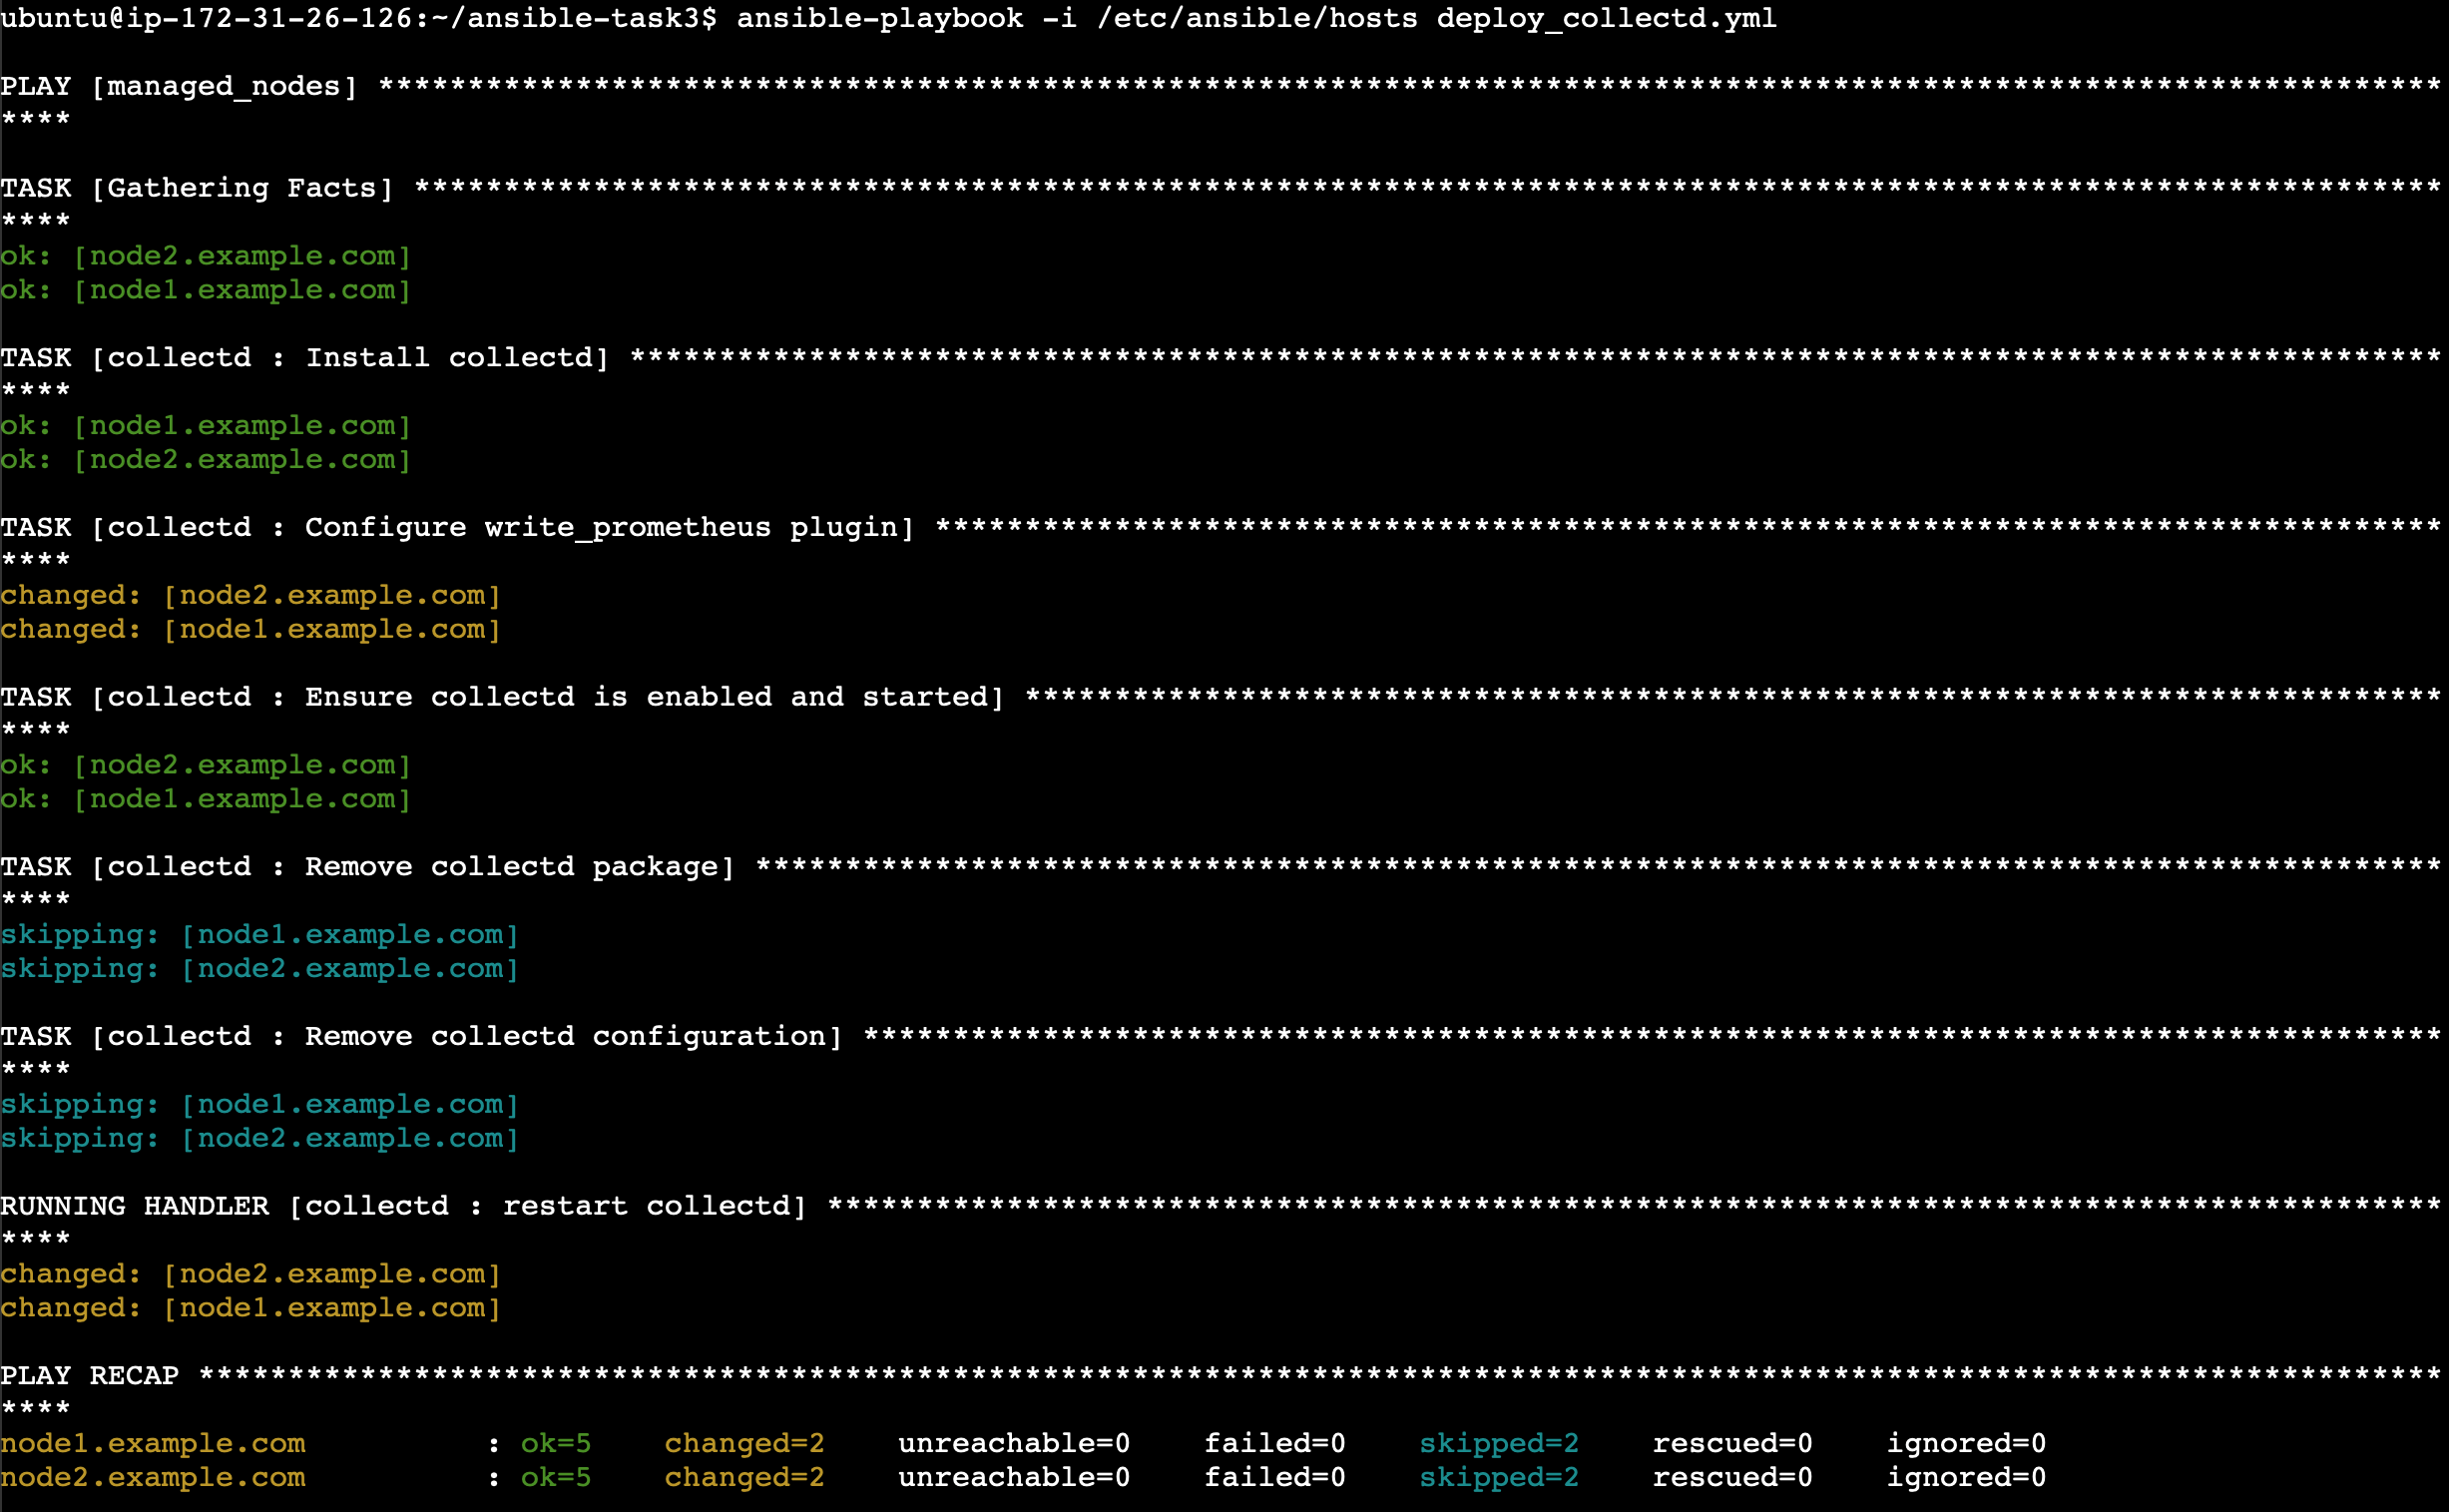 ubuntu@ip-172-31-26-126:~/ansible-task3$ ansible-playbook -i /etc/ansible/hosts deploy_collectd.yml
PLAY [managed_nodes] *******************************************************************************************************************
****
TASK [Gathering Facts] *****************************************************************************************************************
****
ok: [node2.example.com]
ok: [node1.example.com]
TASK [collectd : Install collectd] *****************************************************************************************************
****
ok: [node1.example.com]
ok: [node2.example.com]
TASK [collectd : Configure write_prometheus plugin] ************************************************************************************
****
changed: [node2.example.com]
changed: [node1.example.com]
TASK [collectd : Ensure collectd is enabled and started] *******************************************************************************
****
ok: [node2.example.com]
ok: [node1.example.com]
TASK [collectd : Remove collectd package] **********************************************************************************************
****
skipping: [node1.example.com]
skipping: [node2.example.com]
TASK [collectd : Remove collectd configuration] ****************************************************************************************
****
skipping: [node1.example.com]
skipping: [node2.example.com]
RUNNING HANDLER [collectd : restart collectd] ******************************************************************************************
****
changed: [node2.example.com]
changed: [node1.example.com]
PLAY RECAP *****************************************************************************************************************************
****
node1.example.com          : ok=5    changed=2    unreachable=0    failed=0    skipped=2    rescued=0    ignored=0
node2.example.com          : ok=5    changed=2    unreachable=0    failed=0    skipped=2    rescued=0    ignored=0